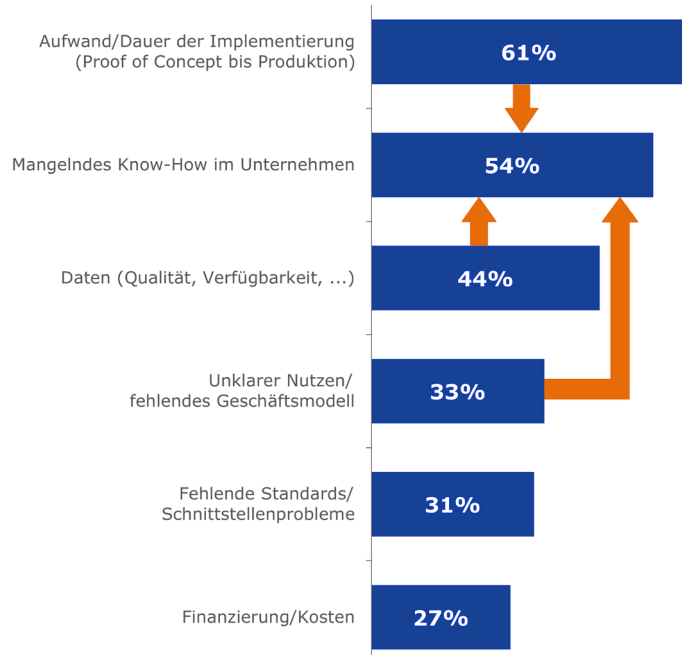 Aufwand/Dauer der Implementierung
(Proof of Concept bis Produktion)
61%
Mangelndes Know-How im Unternehmen
54%
Daten (Qualität, Verfügbarkeit, ...)
44%
Unklarer Nutzen/
fehlendes Geschäftsmodell
33%
Fehlende Standards/
Schnittstellenprobleme
31%
Finanzierung/Kosten
27%